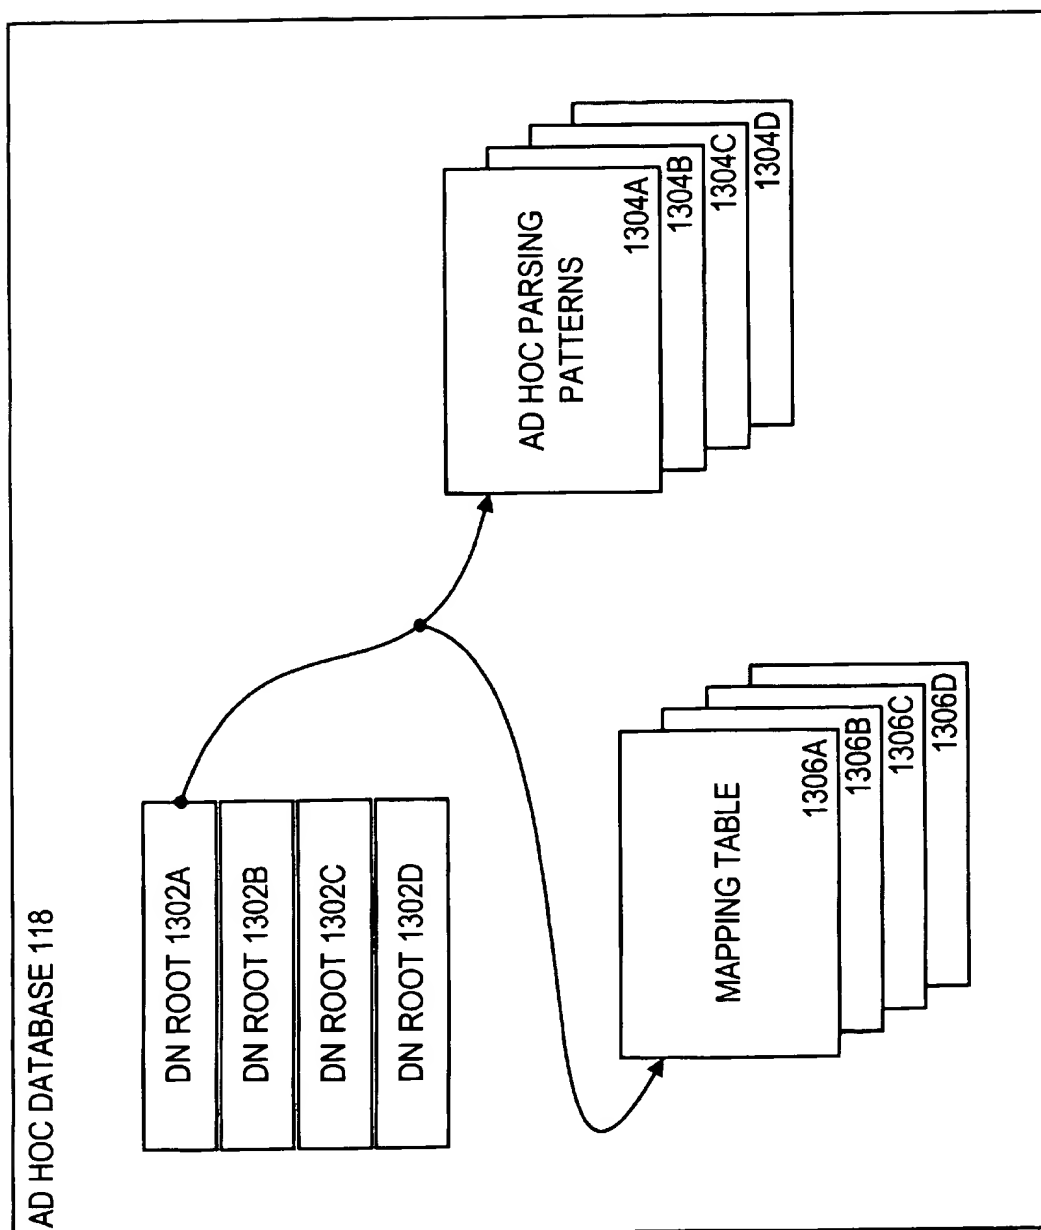 AD HOC DATABASE 118
DN ROOT 1302A
DN ROOT 1302B
DN ROOT 1302C
DN ROOT 1302D
AD HOC PARSING
PATTERNS
1304A
1304B
1304C
1304D
MAPPING TABLE
1306A
1306B
1306C
1306D